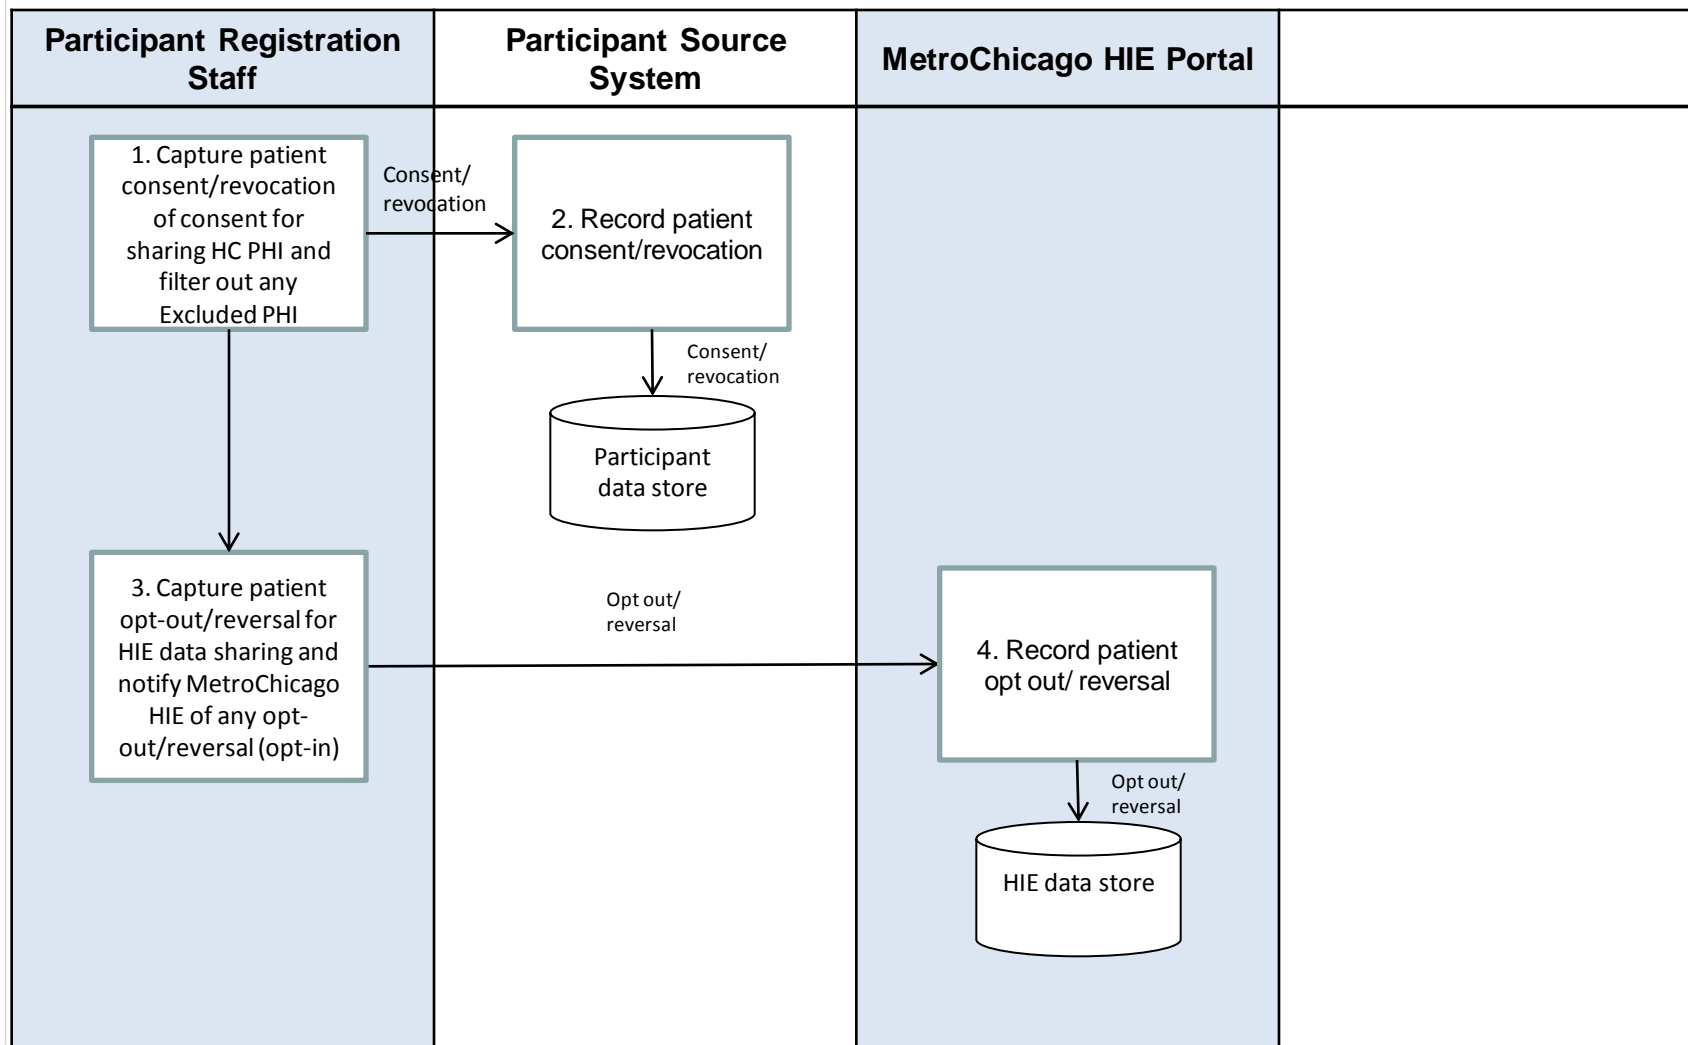 Participant Registration
Staff
Participant Source
System
MetroChicago HIE Portal
1. Capture patient
consent/revocation
of consent for
sharing HC PHI and
filter out any
Excluded PHI
Consent/
revocation
2. Record patient
consent/revocation
Consent/
revocation
Participant
data store
3. Capture patient
opt-out/reversal for
HIE data sharing and
notify MetroChicago
HIE of any opt-
out/reversal (opt-in)
Opt out/
reversal
4. Record patient
opt out/ reversal
Opt out/
reversal
HIE data store